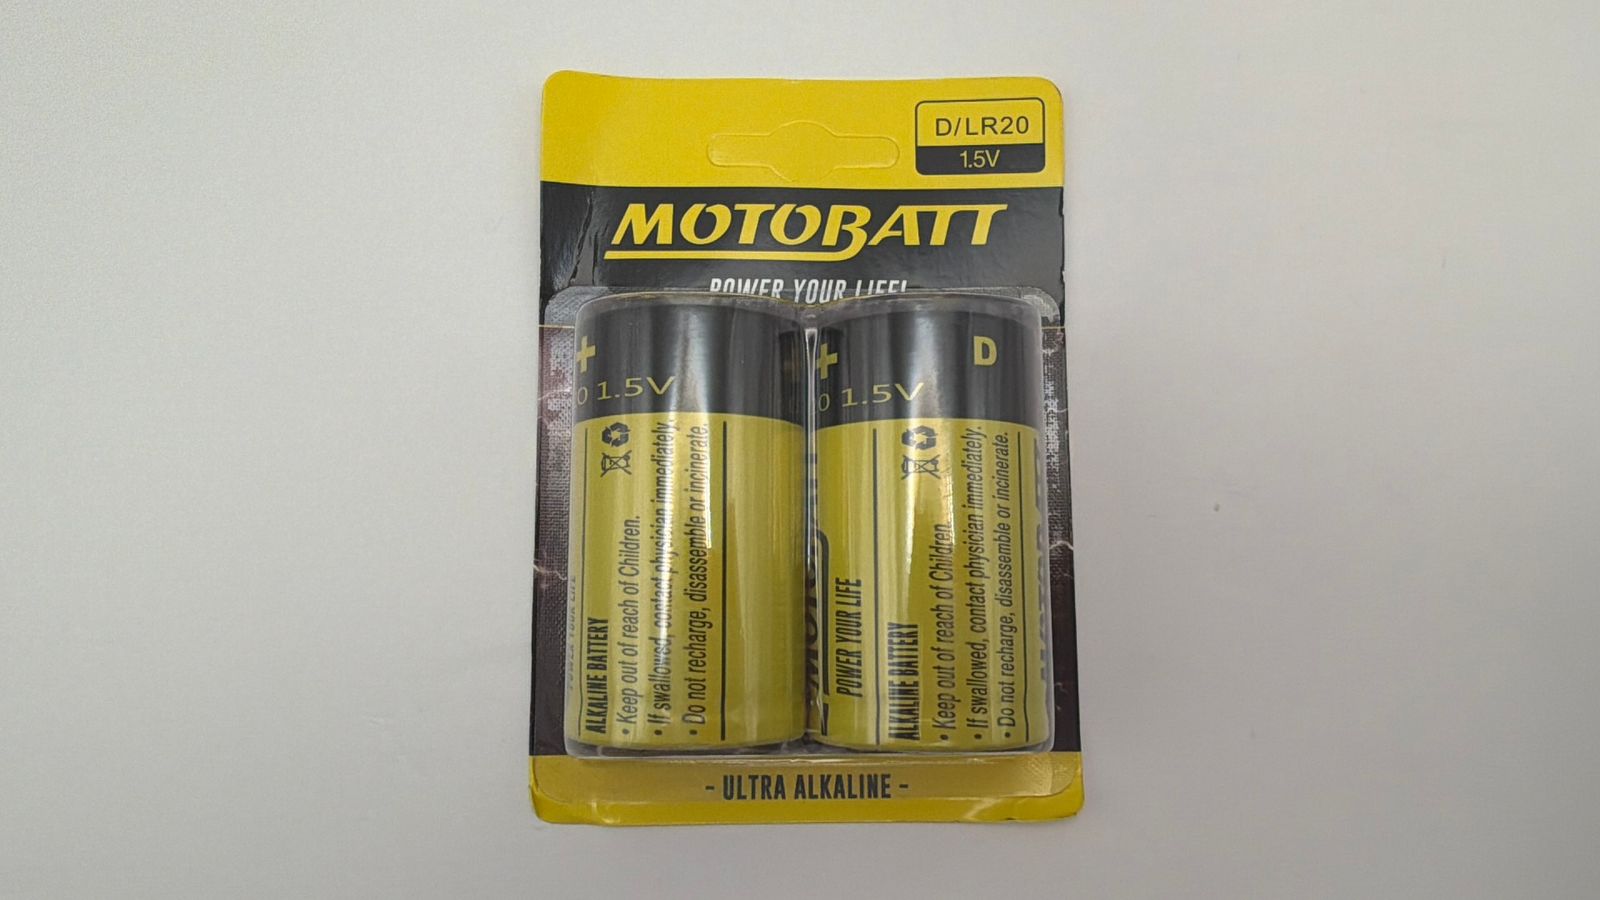 D/LR20
1.5V
MOTOBATT
POWER YOUR LIFE!
+
0 1.5V
ALKALINE BATTERY
• Keep out of reach of Children.
• If swallowed, contact physician immediately.
• Do not recharge, disassemble or incinerate.
+ D
0 1.5V
POWER YOUR LIFE
ALKALINE BATTERY
• Keep out of reach of Children.
• If swallowed, contact physician immediately.
• Do not recharge, disassemble or incinerate.
- ULTRA ALKALINE -